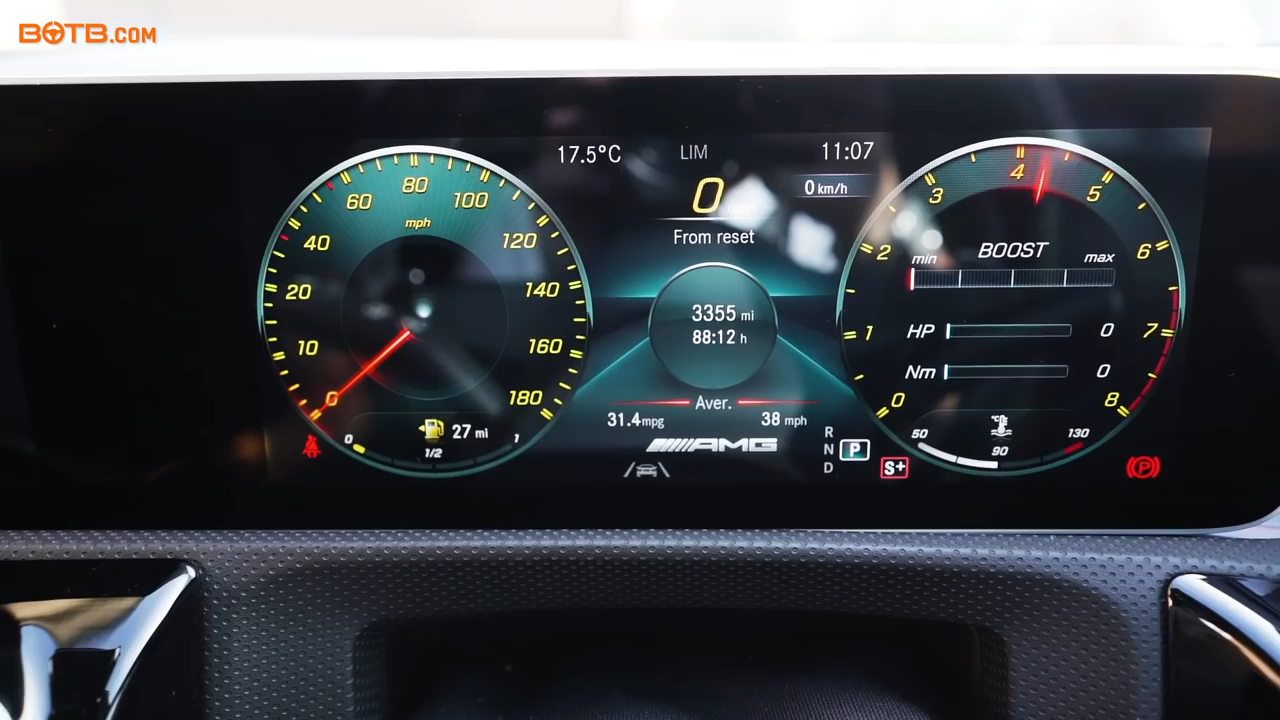 BOTB.COM
17.5°C LIM 11:07
0
0 km/h
From reset
3355 mi
88:12 h
Aver.
31.4mpg 38 mph
AMG
mph
0 10 20 40 60 80 100 120 140 160 180
27 mi
0 1/2 1
R
N
D
P
S+
0 1 2 3 4 5 6 7 8
BOOST
min max
HP 0
Nm 0
°C
50 90 130
P